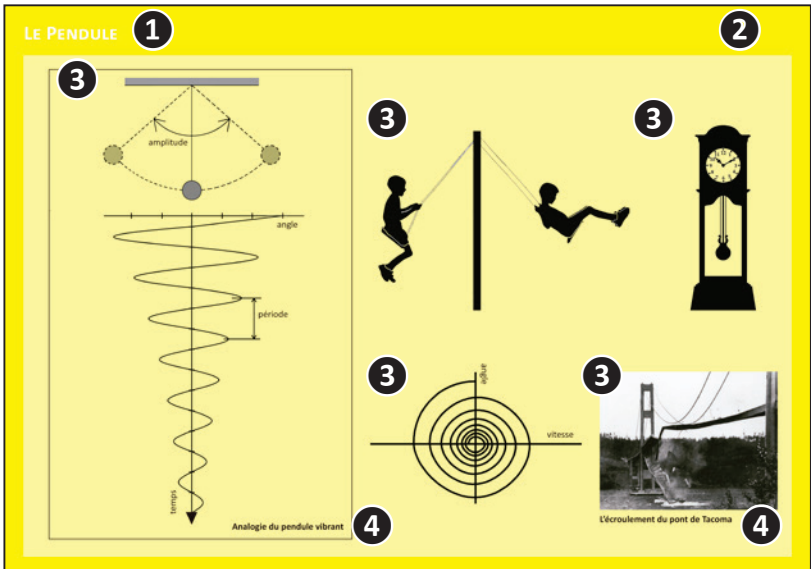 LE PENDULE 1
2
3
amplitude
angle
période
temps
Analogie du pendule vibrant
4
3
3
3
angle
vitesse
3
L'écroulement du pont de Tacoma
4